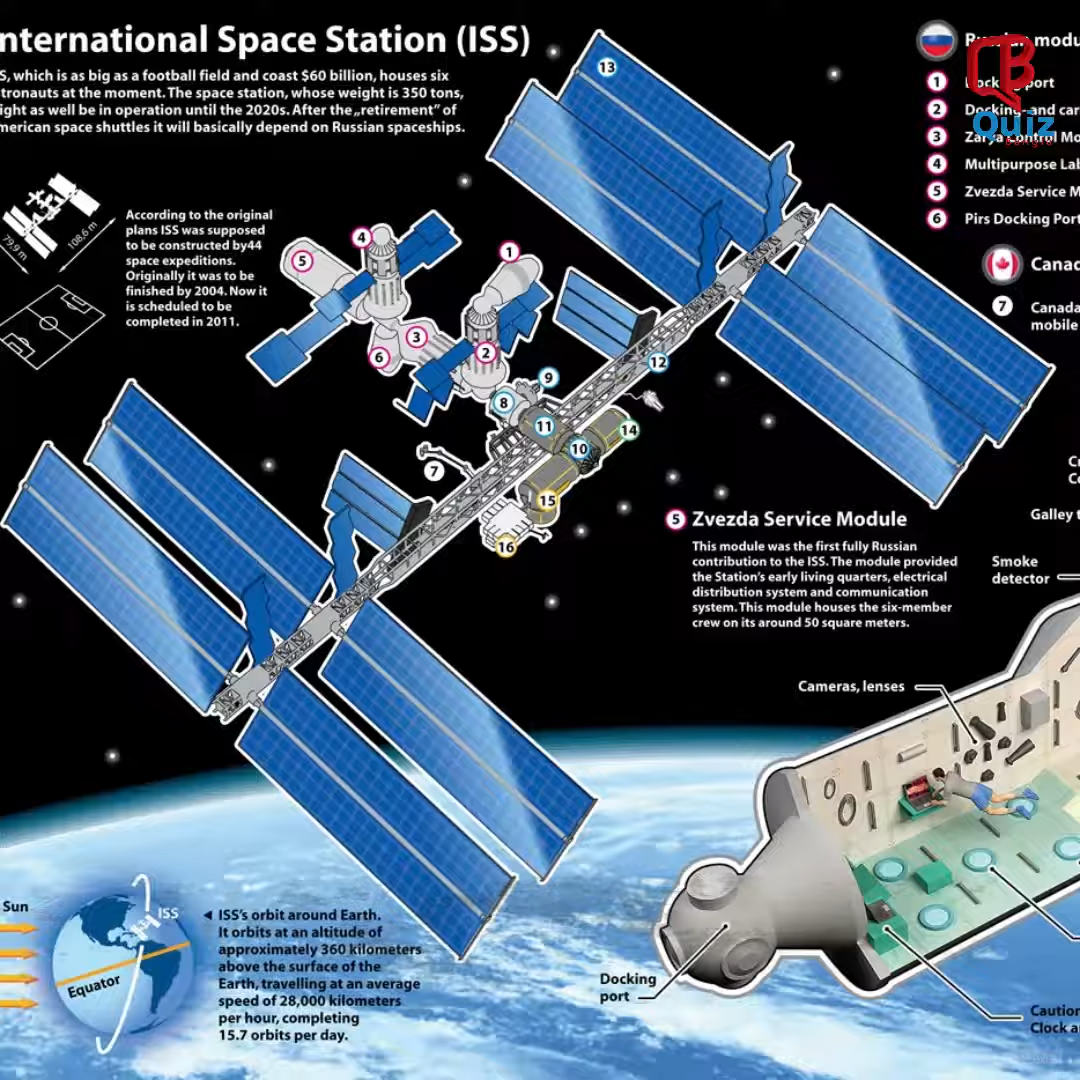 nternational Space Station (ISS)
S, which is as big as a football field and coast $60 billion, houses six
tronauts at the moment. The space station, whose weight is 350 tons,
ight as well be in operation until the 2020s. After the „retirement” of
merican space shuttles it will basically depend on Russian spaceships.
79,9 m
108,6 m
According to the original
plans ISS was supposed
to be constructed by44
space expeditions.
Originally it was to be
finished by 2004. Now it
is scheduled to be
completed in 2011.
modu
1
port
2 Docking- and car
3 Control Mo
4 Multipurpose Lab
5 Zvezda Service M
6 Pirs Docking Port
QB
Quiz
Bangla
Canad
7 Canada
mobile
13
4
5
1
3
6
2
9
8
11
12
14
10
7
15
16
Cr
Co
Galley t
Smoke
detector
5 Zvezda Service Module
This module was the first fully Russian
contribution to the ISS. The module provided
the Station's early living quarters, electrical
distribution system and communication
system. This module houses the six-member
crew on its around 50 square meters.
Cameras, lenses
Docking
port
Caution
Clock a
Sun
ISS
Equator
ISS's orbit around Earth.
It orbits at an altitude of
approximately 360 kilometers
above the surface of the
Earth, travelling at an average
speed of 28,000 kilometers
per hour, completing
15.7 orbits per day.